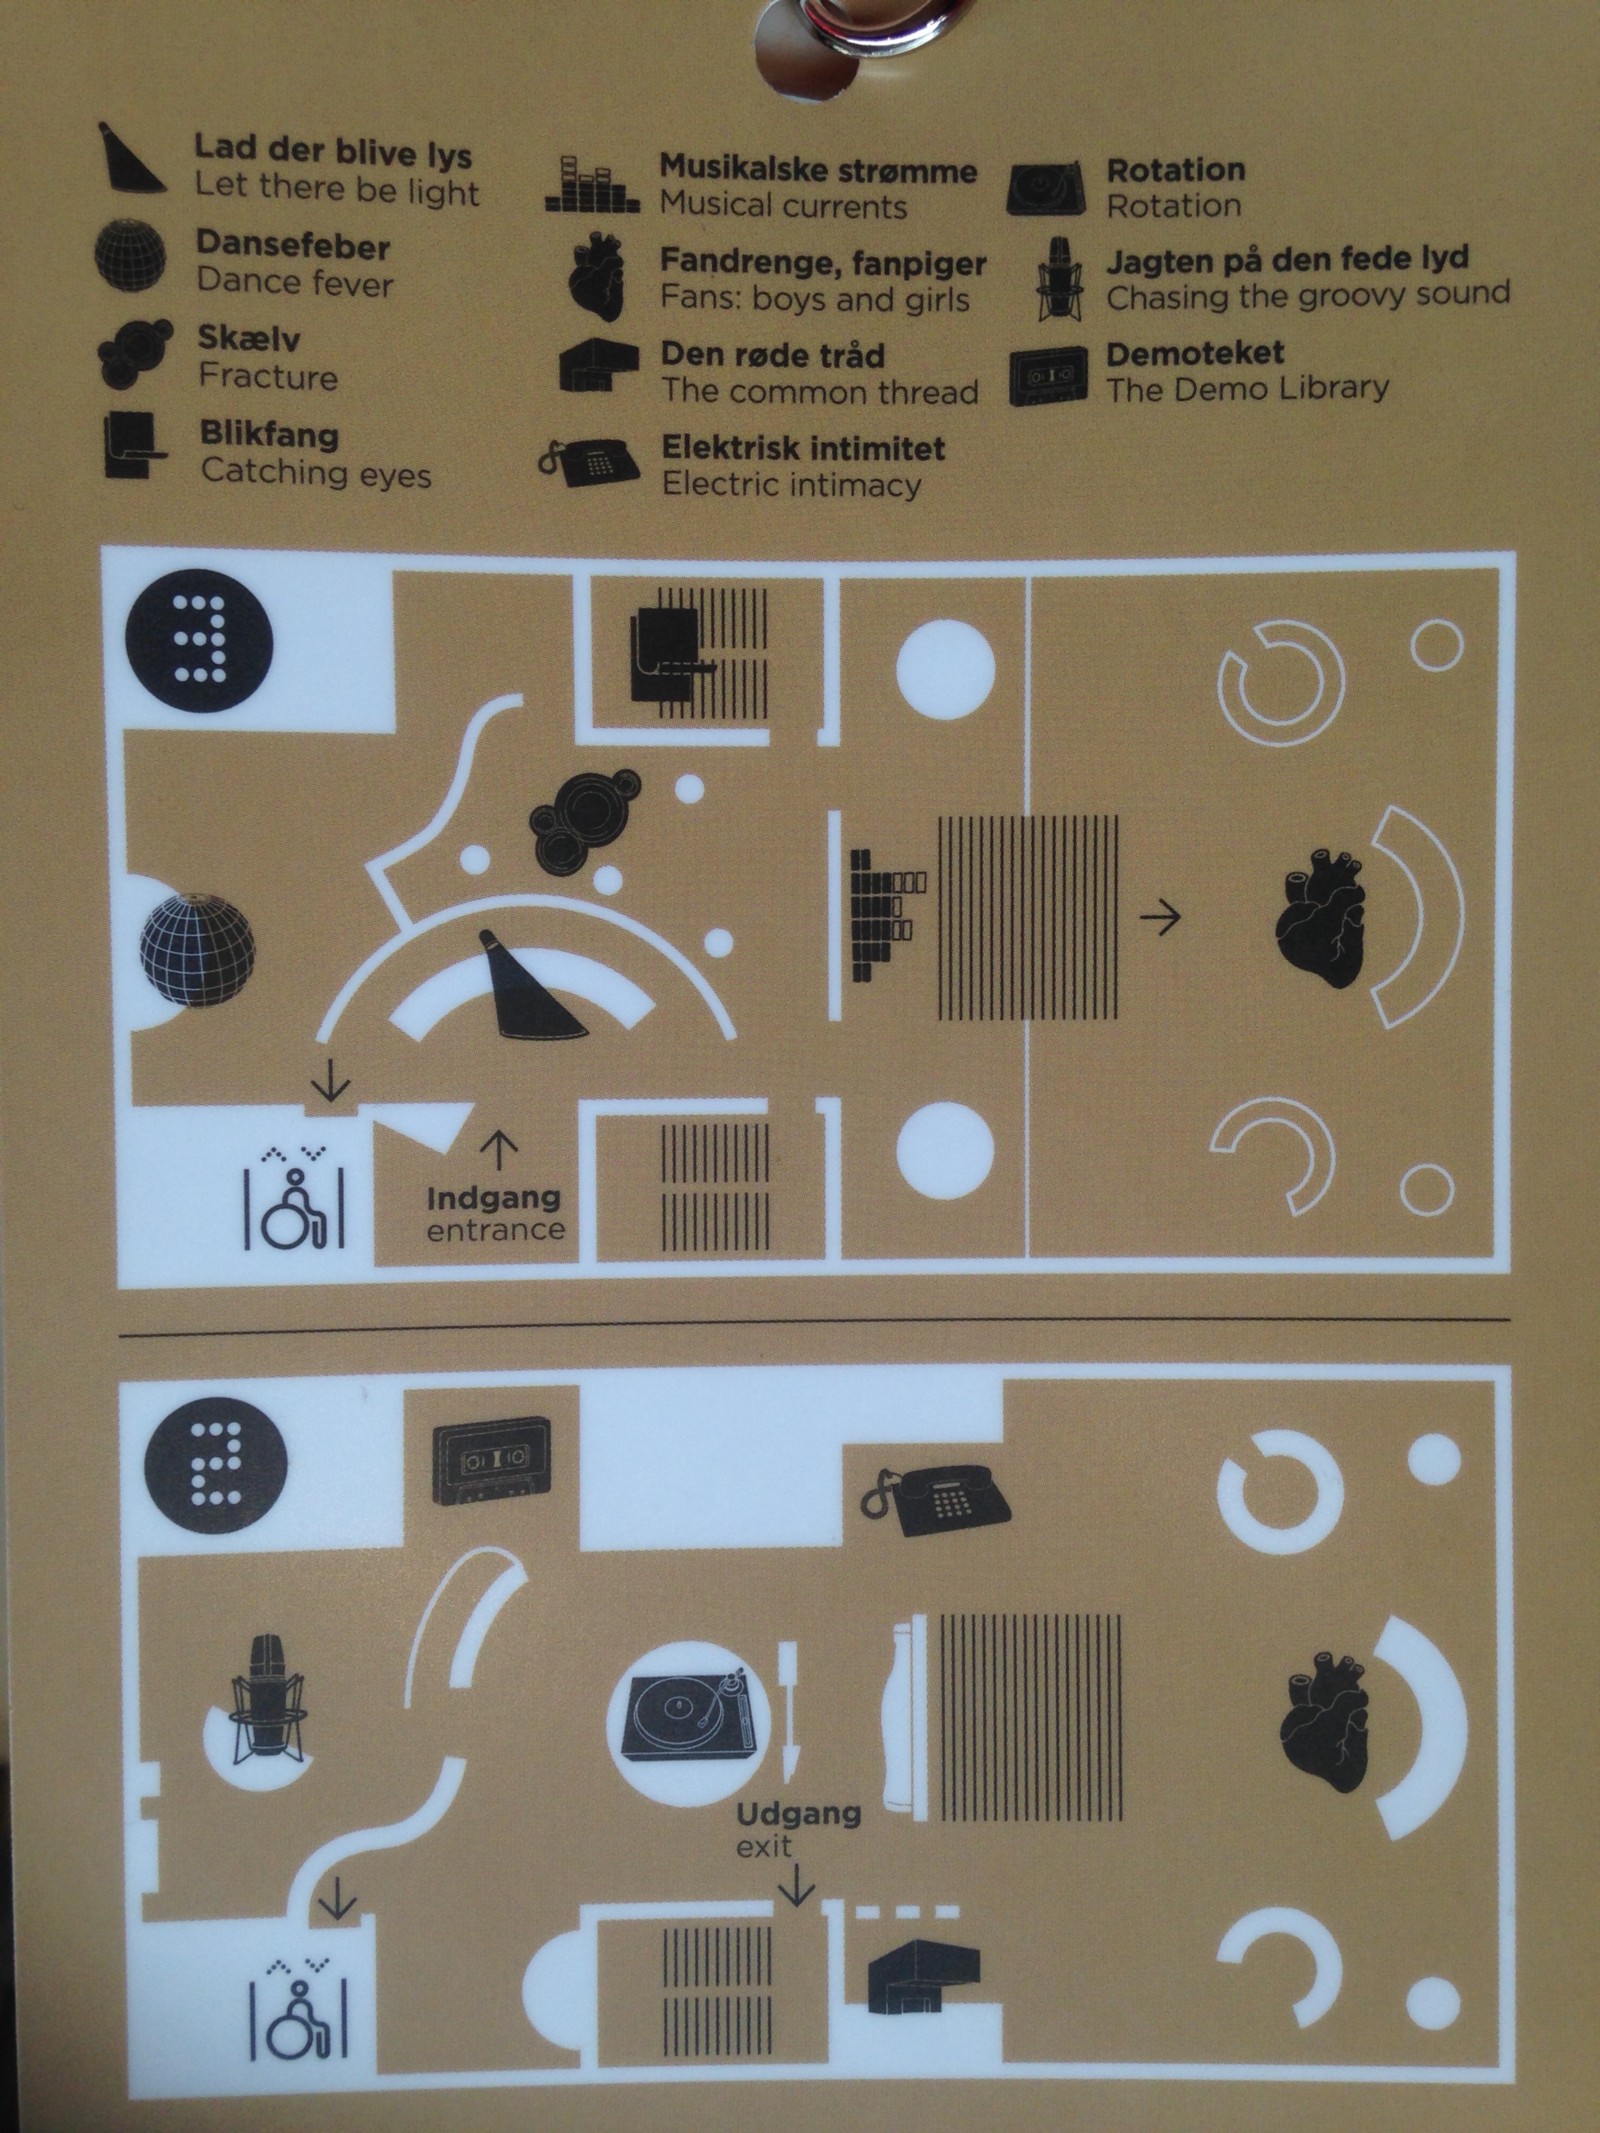 Lad der blive lys
Let there be light
Dansefeber
Dance fever
Skælv
Fracture
Blikfang
Catching eyes
Musikalske strømme
Musical currents
Fandrenge, fanpiger
Fans: boys and girls
Den røde tråd
The common thread
Elektrisk intimitet
Electric intimacy
Rotation
Rotation
Jagten på den fede lyd
Chasing the groovy sound
Demoteket
The Demo Library
3
Indgang
entrance
2
Udgang
exit